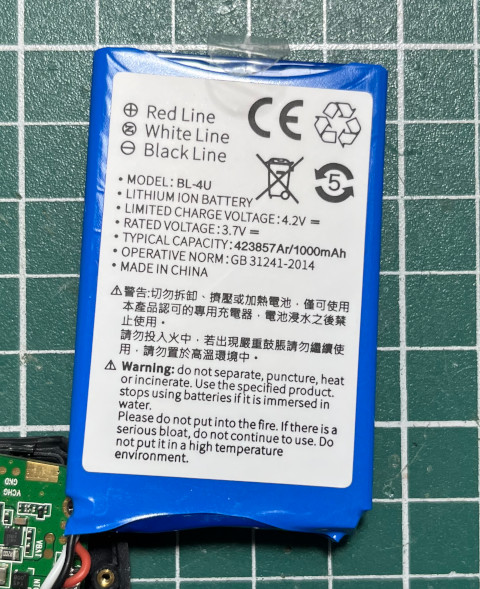 ⊕ Red Line
⊗ White Line
⊖ Black Line
CE
5
• MODEL: BL-4U
• LITHIUM ION BATTERY
• LIMITED CHARGE VOLTAGE: 4.2V ⎓
• RATED VOLTAGE: 3.7V ⎓
• TYPICAL CAPACITY: 423857Ar/1000mAh
• OPERATIVE NORM: GB 31241-2014
• MADE IN CHINA
⚠警告:切勿拆卸、擠壓或加熱電池，僅可使用
本產品認可的專用充電器，電池浸水之後禁
止使用。
請勿投入火中，若出現嚴重鼓脹請勿繼續使
用，請勿置於高溫環境中。
⚠ Warning: do not separate, puncture, heat
or incinerate. Use the specified product.
stops using batteries if it is immersed in
water.
Please do not put into the fire. If there is a
serious bloat, do not continue to use. Do
not put it in a high temperature
environment.
VCHG
GND
VBAT
NTC